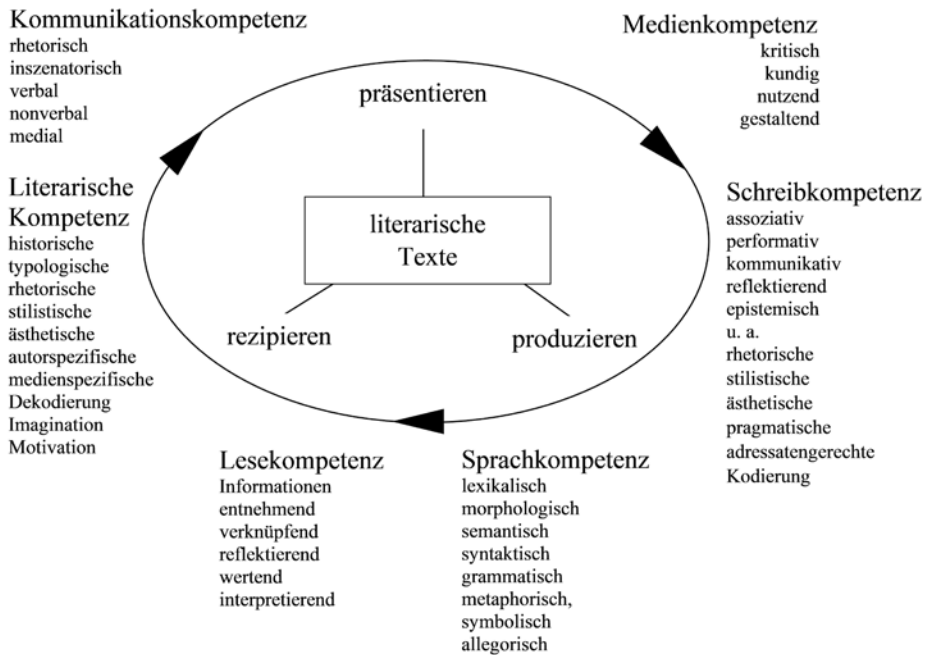 Kommunikationskompetenz
rhetorisch
inszenatorisch
verbal
nonverbal
medial
Medienkompetenz
kritisch
kundig
nutzend
gestaltend
präsentieren
literarische
Texte
rezipieren
produzieren
Literarische
Kompetenz
historische
typologische
rhetorische
stilistische
ästhetische
autorspezifische
medienspezifische
Dekodierung
Imagination
Motivation
Schreibkompetenz
assoziativ
performativ
kommunikativ
reflektierend
epistemisch
u. a.
rhetorische
stilistische
ästhetische
pragmatische
adressatengerechte
Kodierung
Lesekompetenz
Informationen
entnehmend
verknüpfend
reflektierend
wertend
interpretierend
Sprachkompetenz
lexikalisch
morphologisch
semantisch
syntaktisch
grammatisch
metaphorisch,
symbolisch
allegorisch